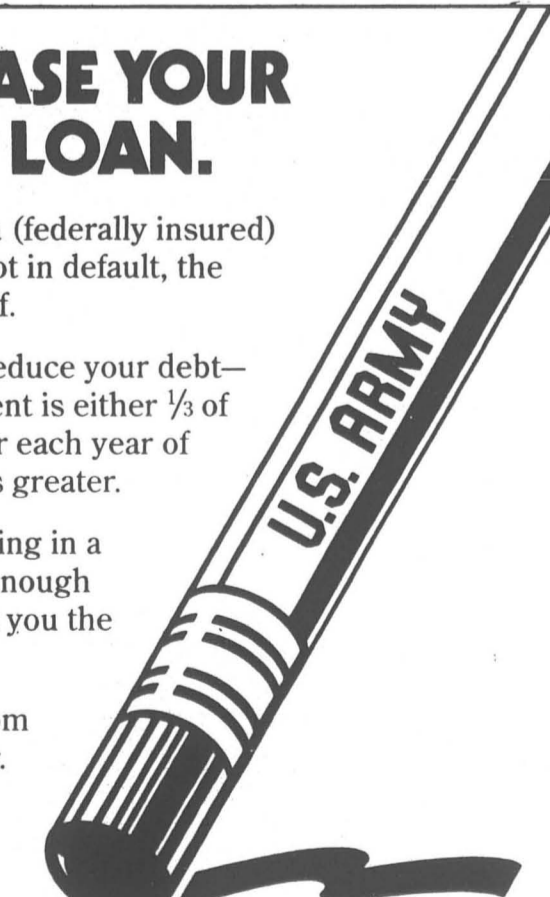 ASE YOUR
LOAN.
(federally insured)
ot in default, the
f.
educe your debt—
ent is either ⅓ of
r each year of
s greater.
ing in a
nough
you the
om
U.S. ARMY